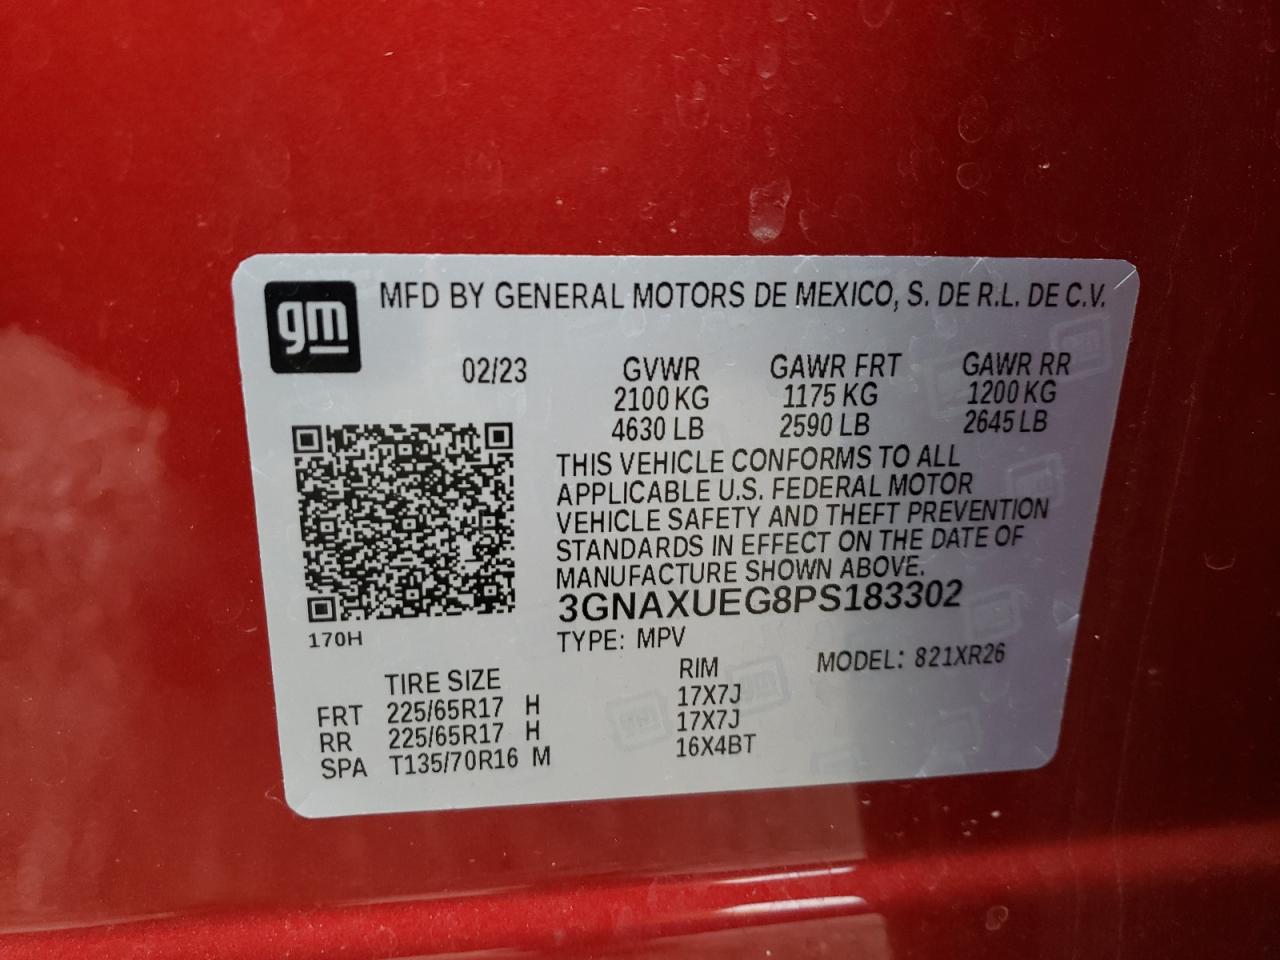 gm MFD BY GENERAL MOTORS DE MEXICO, S. DE R.L. DE C.V.
02/23 GVWR GAWR FRT GAWR RR
2100 KG 1175 KG 1200 KG
4630 LB 2590 LB 2645 LB
THIS VEHICLE CONFORMS TO ALL
APPLICABLE U.S. FEDERAL MOTOR
VEHICLE SAFETY AND THEFT PREVENTION
STANDARDS IN EFFECT ON THE DATE OF
MANUFACTURE SHOWN ABOVE.
3GNAXUEG8PS183302
170H TYPE: MPV MODEL: 821XR26
TIRE SIZE RIM
FRT 225/65R17 H 17X7J
RR 225/65R17 H 17X7J
SPA T135/70R16 M 16X4BT